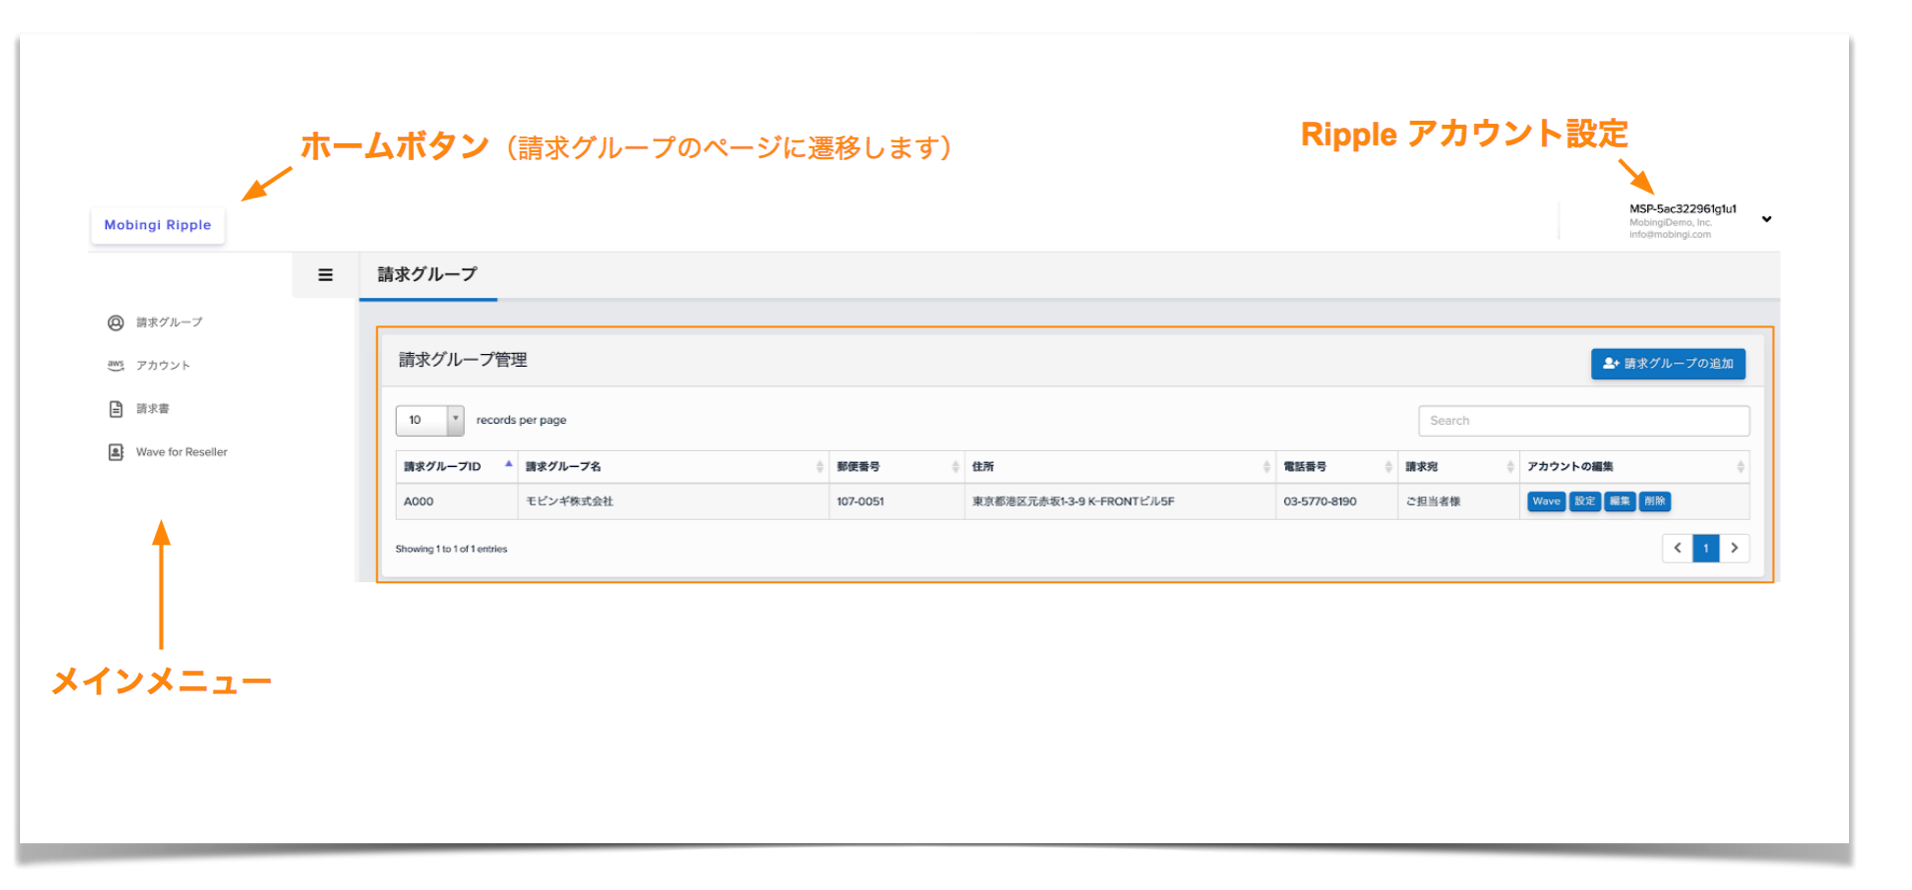 ホームボタン（請求グループのページに遷移します）
Ripple アカウント設定
Mobingi Ripple
MSP-5ac322961g1u1
MobingiDemo, Inc.
info@mobingi.com
請求グループ
請求グループ
aws アカウント
請求書
Wave for Reseller
請求グループ管理
請求グループの追加
10 records per page
Search
請求グループID 請求グループ名 郵便番号 住所 電話番号 請求宛 アカウントの編集
A000 モビンギ株式会社 107-0051 東京都港区元赤坂1-3-9 K-FRONTビル5F 03-5770-8190 ご担当者様 Wave 設定 編集 削除
Showing 1 to 1 of 1 entries
1
メインメニュー